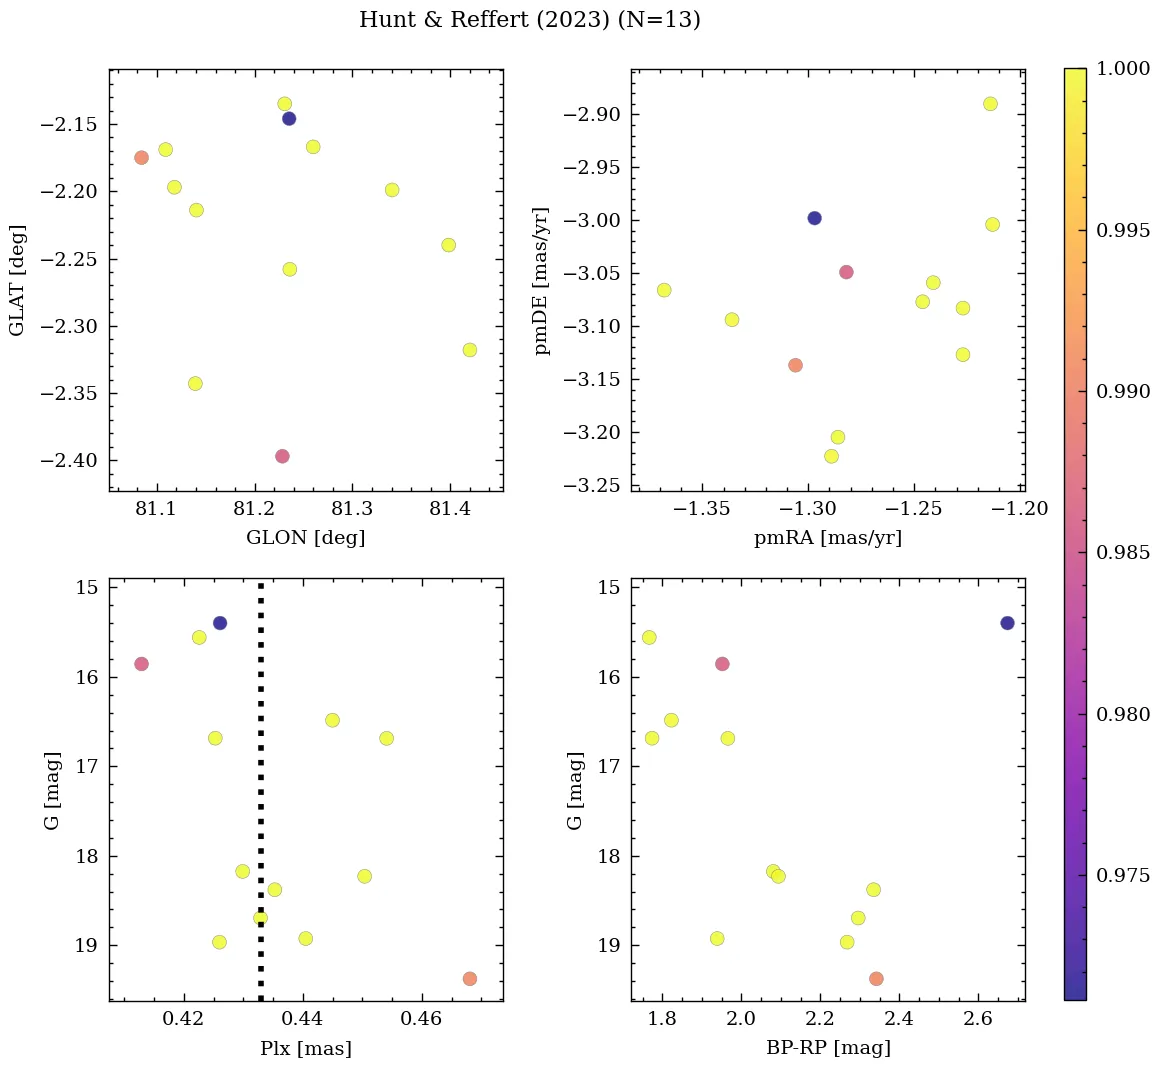 Hunt & Reffert (2023) (N=13)
−2.15
−2.20
−2.25
−2.30
−2.35
−2.40
GLAT [deg]
81.1 81.2 81.3 81.4
GLON [deg]
−2.90
−2.95
−3.00
−3.05
−3.10
−3.15
−3.20
−3.25
pmDE [mas/yr]
−1.35 −1.30 −1.25 −1.20
pmRA [mas/yr]
15
16
17
18
19
G [mag]
0.42 0.44 0.46
Plx [mas]
15
16
17
18
19
G [mag]
1.8 2.0 2.2 2.4 2.6
BP-RP [mag]
1.000
0.995
0.990
0.985
0.980
0.975